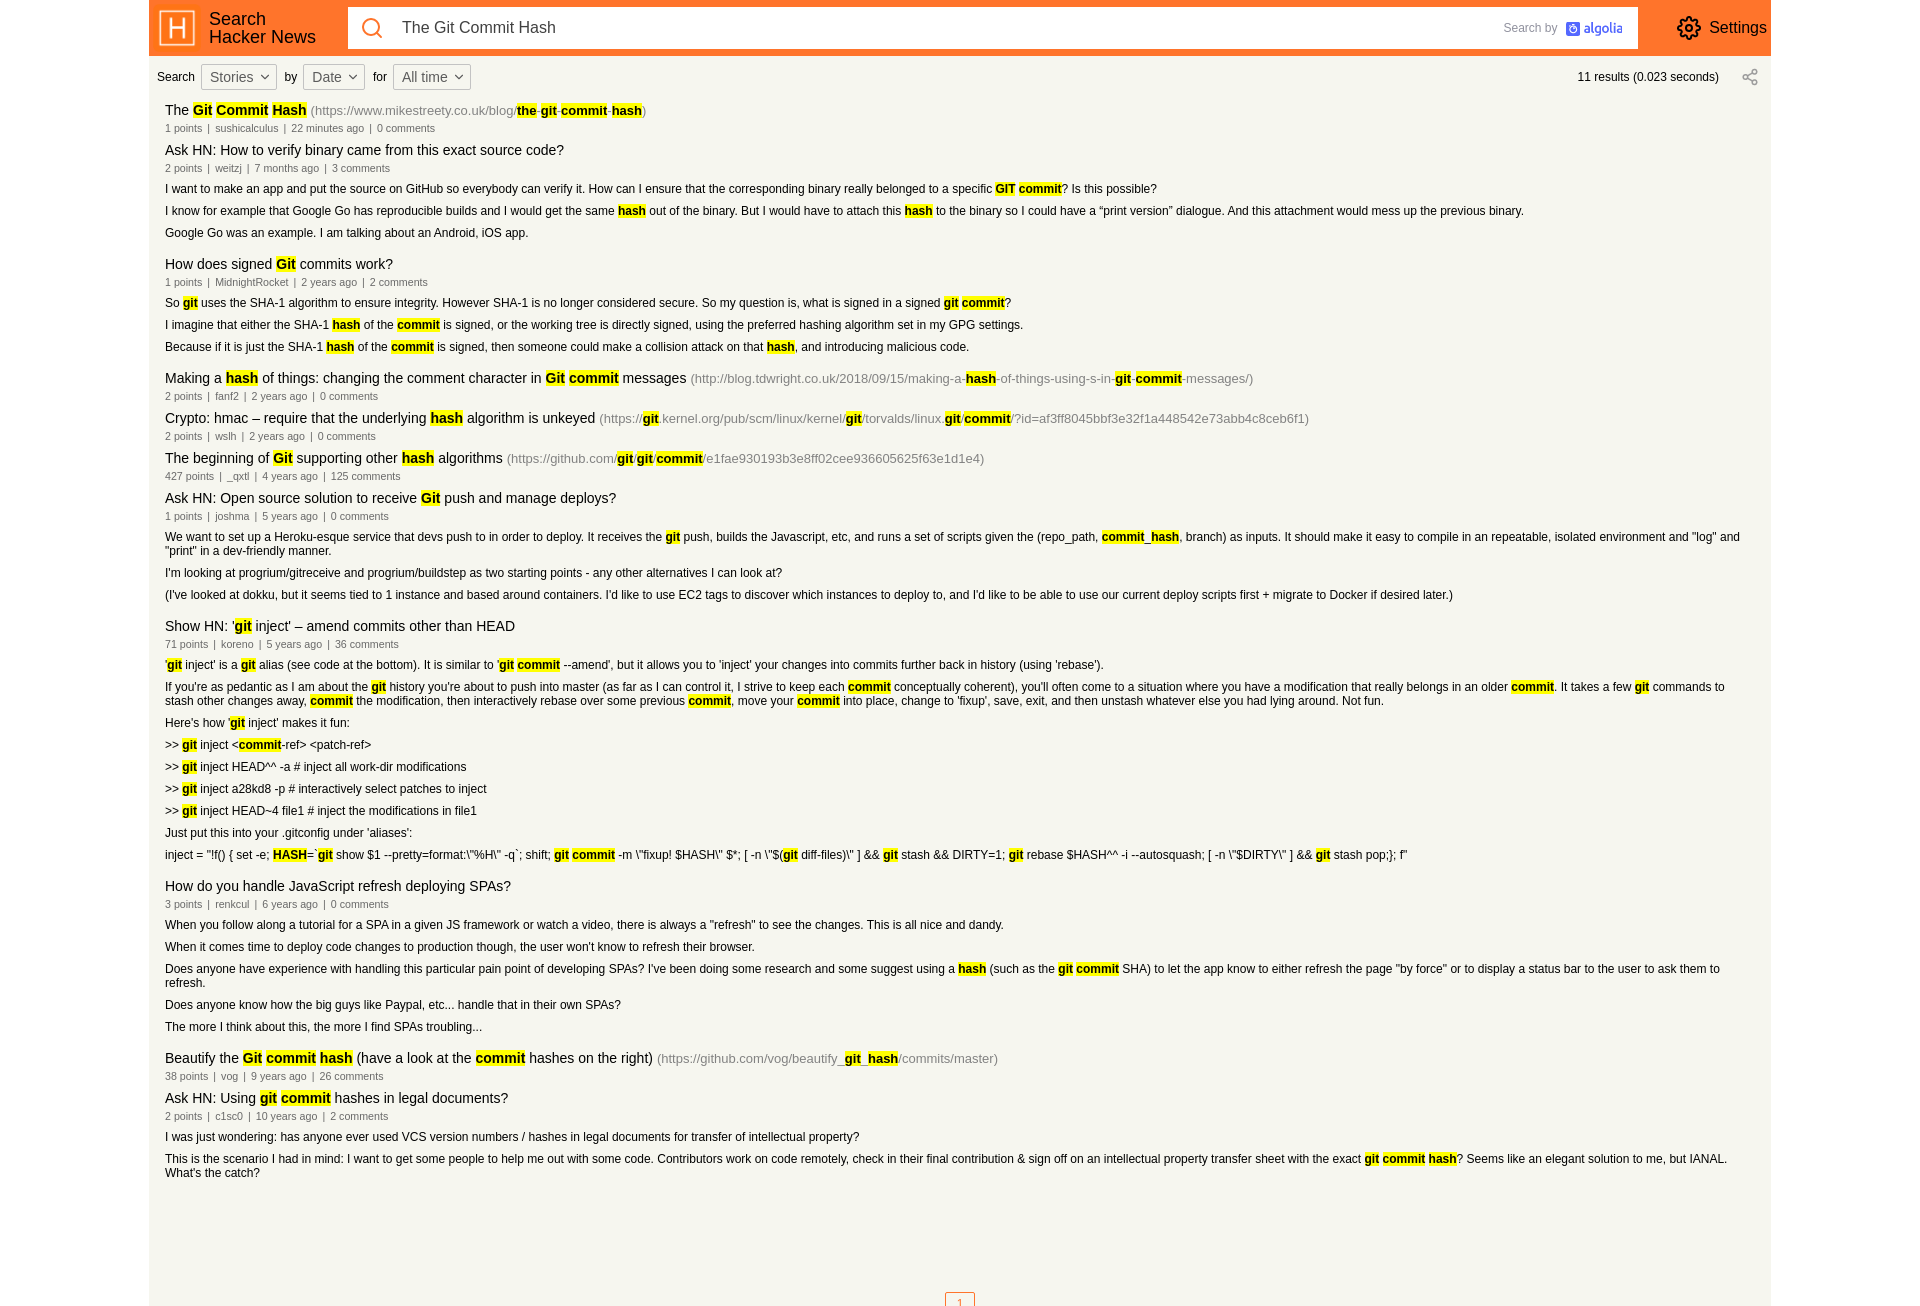 Search
Hacker News
The Git Commit Hash
Search by algolia
Settings
Search Stories by Date for All time
11 results (0.023 seconds)
The Git Commit Hash (https://www.mikestreety.co.uk/blog/the-git-commit-hash)
1 points | sushicalculus | 22 minutes ago | 0 comments
Ask HN: How to verify binary came from this exact source code?
2 points | weitzj | 7 months ago | 3 comments
I want to make an app and put the source on GitHub so everybody can verify it. How can I ensure that the corresponding binary really belonged to a specific GIT commit? Is this possible?
I know for example that Google Go has reproducible builds and I would get the same hash out of the binary. But I would have to attach this hash to the binary so I could have a “print version” dialogue. And this attachment would mess up the previous binary.
Google Go was an example. I am talking about an Android, iOS app.
How does signed Git commits work?
1 points | MidnightRocket | 2 years ago | 2 comments
So git uses the SHA-1 algorithm to ensure integrity. However SHA-1 is no longer considered secure. So my question is, what is signed in a signed git commit?
I imagine that either the SHA-1 hash of the commit is signed, or the working tree is directly signed, using the preferred hashing algorithm set in my GPG settings.
Because if it is just the SHA-1 hash of the commit is signed, then someone could make a collision attack on that hash, and introducing malicious code.
Making a hash of things: changing the comment character in Git commit messages (http://blog.tdwright.co.uk/2018/09/15/making-a-hash-of-things-using-s-in-git-commit-messages/)
2 points | fanf2 | 2 years ago | 0 comments
Crypto: hmac – require that the underlying hash algorithm is unkeyed (https://git.kernel.org/pub/scm/linux/kernel/git/torvalds/linux.git/commit/?id=af3ff8045bbf3e32f1a448542e73abb4c8ceb6f1)
2 points | wslh | 2 years ago | 0 comments
The beginning of Git supporting other hash algorithms (https://github.com/git/git/commit/e1fae930193b3e8ff02cee936605625f63e1d1e4)
427 points | _qxtl | 4 years ago | 125 comments
Ask HN: Open source solution to receive Git push and manage deploys?
1 points | joshma | 5 years ago | 0 comments
We want to set up a Heroku-esque service that devs push to in order to deploy. It receives the git push, builds the Javascript, etc, and runs a set of scripts given the (repo_path, commit_hash, branch) as inputs. It should make it easy to compile in an repeatable, isolated environment and "log" and
"print" in a dev-friendly manner.
I'm looking at progrium/gitreceive and progrium/buildstep as two starting points - any other alternatives I can look at?
(I've looked at dokku, but it seems tied to 1 instance and based around containers. I'd like to use EC2 tags to discover which instances to deploy to, and I'd like to be able to use our current deploy scripts first + migrate to Docker if desired later.)
Show HN: 'git inject' – amend commits other than HEAD
71 points | koreno | 5 years ago | 36 comments
'git inject' is a git alias (see code at the bottom). It is similar to 'git commit --amend', but it allows you to 'inject' your changes into commits further back in history (using 'rebase').
If you're as pedantic as I am about the git history you're about to push into master (as far as I can control it, I strive to keep each commit conceptually coherent), you'll often come to a situation where you have a modification that really belongs in an older commit. It takes a few git commands to
stash other changes away, commit the modification, then interactively rebase over some previous commit, move your commit into place, change to 'fixup', save, exit, and then unstash whatever else you had lying around. Not fun.
Here's how 'git inject' makes it fun:
>> git inject <commit-ref> <patch-ref>
>> git inject HEAD^^ -a # inject all work-dir modifications
>> git inject a28kd8 -p # interactively select patches to inject
>> git inject HEAD~4 file1 # inject the modifications in file1
Just put this into your .gitconfig under 'aliases':
inject = "!f() { set -e; HASH=`git show $1 --pretty=format:\"%H\" -q`; shift; git commit -m \"fixup! $HASH\" $*; [ -n \"$(git diff-files)\" ] && git stash && DIRTY=1; git rebase $HASH^^ -i --autosquash; [ -n \"$DIRTY\" ] && git stash pop;}; f"
How do you handle JavaScript refresh deploying SPAs?
3 points | renkcul | 6 years ago | 0 comments
When you follow along a tutorial for a SPA in a given JS framework or watch a video, there is always a "refresh" to see the changes. This is all nice and dandy.
When it comes time to deploy code changes to production though, the user won't know to refresh their browser.
Does anyone have experience with handling this particular pain point of developing SPAs? I've been doing some research and some suggest using a hash (such as the git commit SHA) to let the app know to either refresh the page "by force" or to display a status bar to the user to ask them to
refresh.
Does anyone know how the big guys like Paypal, etc... handle that in their own SPAs?
The more I think about this, the more I find SPAs troubling...
Beautify the Git commit hash (have a look at the commit hashes on the right) (https://github.com/vog/beautify_git_hash/commits/master)
38 points | vog | 9 years ago | 26 comments
Ask HN: Using git commit hashes in legal documents?
2 points | c1sc0 | 10 years ago | 2 comments
I was just wondering: has anyone ever used VCS version numbers / hashes in legal documents for transfer of intellectual property?
This is the scenario I had in mind: I want to get some people to help me out with some code. Contributors work on code remotely, check in their final contribution & sign off on an intellectual property transfer sheet with the exact git commit hash? Seems like an elegant solution to me, but IANAL.
What's the catch?
1